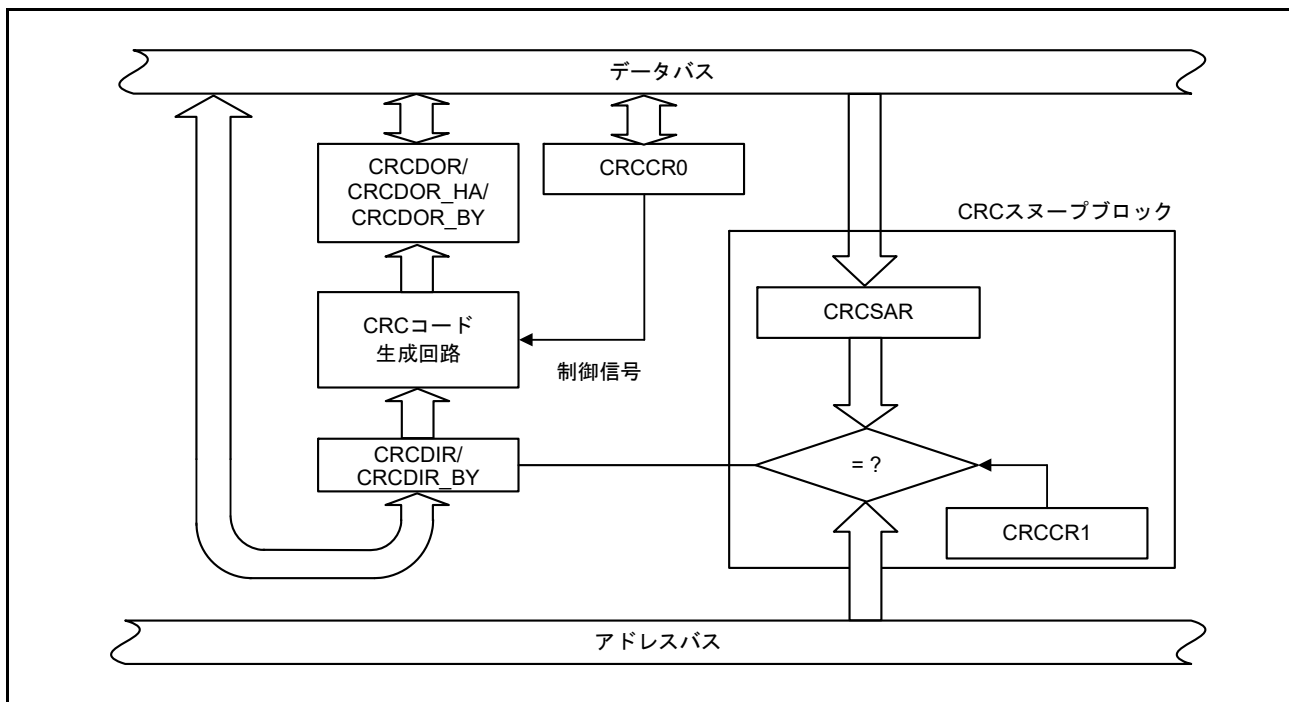 データバス
CRCDOR/
CRCDOR_HA/
CRCDOR_BY
CRCCR0
CRCスヌープブロック
CRCSAR
CRCコード
生成回路
制御信号
CRCDIR/
CRCDIR_BY
= ?
CRCCR1
アドレスバス